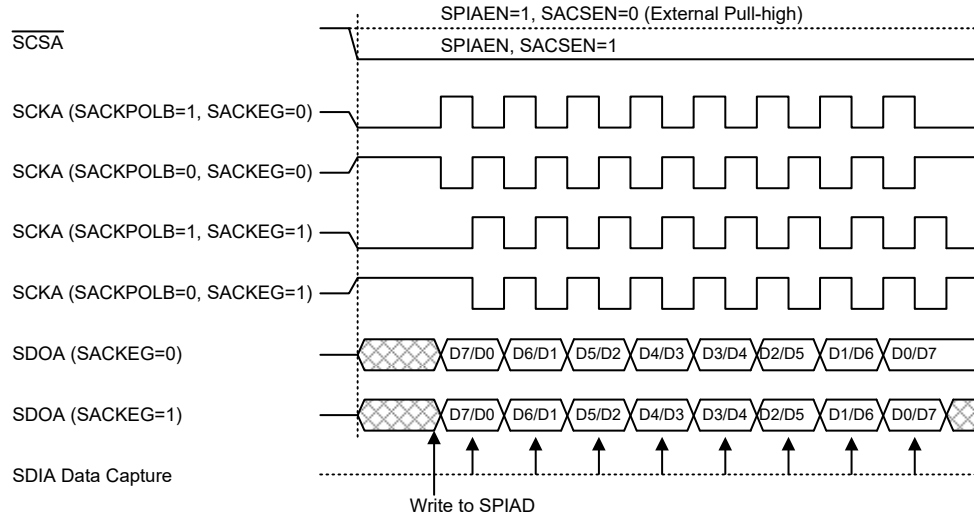 SPIAEN=1, SACSEN=0 (External Pull-high)
SCSA
SPIAEN, SACSEN=1
SCKA (SACKPOLB=1, SACKEG=0)
SCKA (SACKPOLB=0, SACKEG=0)
SCKA (SACKPOLB=1, SACKEG=1)
SCKA (SACKPOLB=0, SACKEG=1)
SDOA (SACKEG=0) D7/D0 D6/D1 D5/D2 D4/D3 D3/D4 D2/D5 D1/D6 D0/D7
SDOA (SACKEG=1) D7/D0 D6/D1 D5/D2 D4/D3 D3/D4 D2/D5 D1/D6 D0/D7
SDIA Data Capture
Write to SPIAD